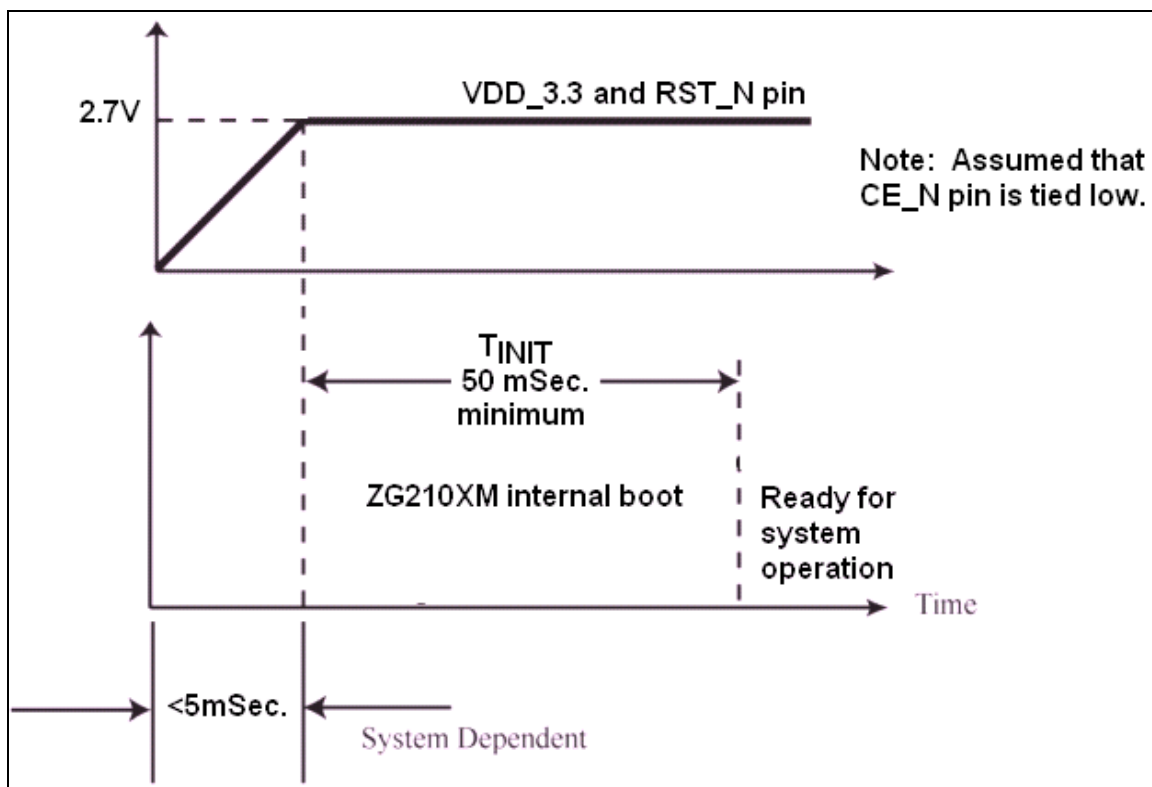 VDD_3.3 and RST_N pin
2.7V
Note: Assumed that
CE_N pin is tied low.
TINIT
50 mSec.
minimum
ZG210XM internal boot
Ready for
system
operation
Time
<5mSec.
System Dependent